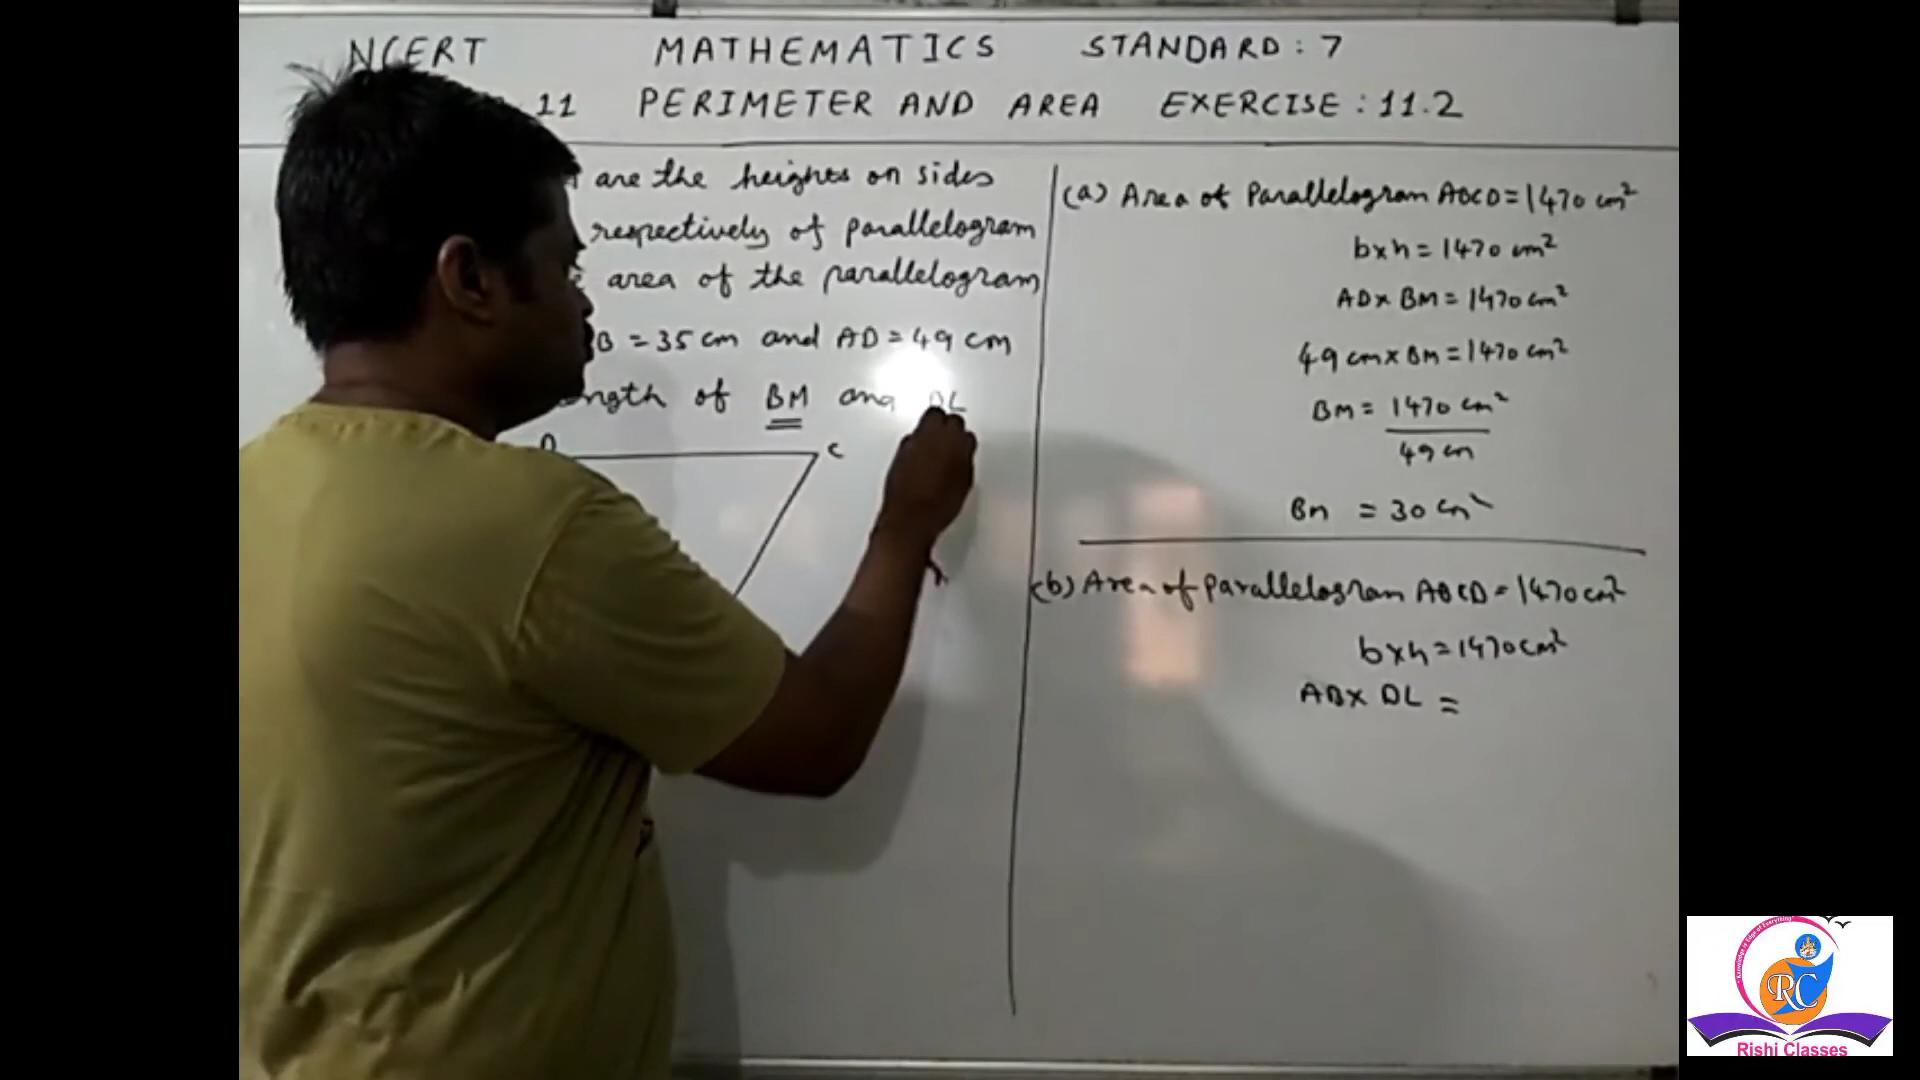 NCERT MATHEMATICS STANDARD : 7
11 PERIMETER AND AREA EXERCISE : 11.2
are the heights on sides
respectively of parallelogram
area of the parallelogram
B = 35 cm and AD = 49 cm
ngth of BM and DL
D C
(a) Area of Parallelogram ABCD = 1470 cm²
b×h = 1470 cm²
AD× BM = 1470 cm²
49 cm × BM = 1470 cm²
BM = 1470 cm²
49 cm
BM = 30 cm
(b) Area of Parallelogram ABCD = 1470 cm²
b×h = 1470 cm²
AB× DL =
RC
Rishi Classes